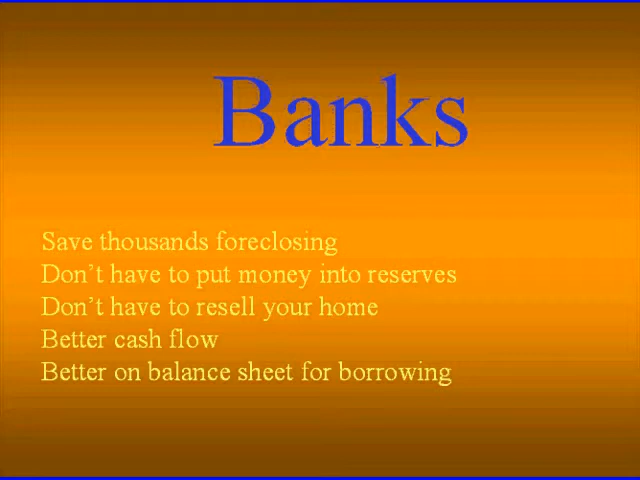 Banks
Save thousands foreclosing
Don't have to put money into reserves
Don't have to resell your home
Better cash flow
Better on balance sheet for borrowing